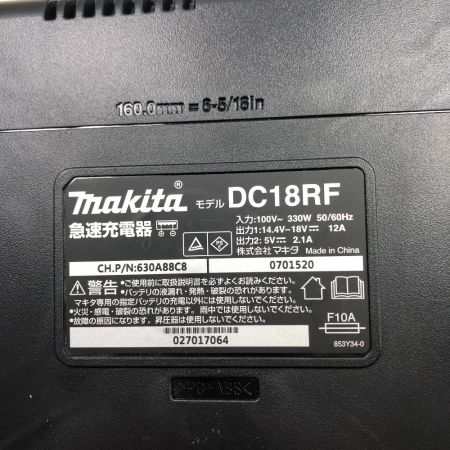 160.0mm = 6-5/16in
makita® モデル DC18RF
急速充電器
入力:100V~ 330W 50/60Hz
出力1:14.4V⎓18V⎓ 12A
出力2: 5V⎓ 2.1A
株式会社 マキタ Made in China
CH.P/N:630A88C8
0701520
警告 ●ご使用前に取扱説明書を必ずよくお読みください。
マキタ専用の指定バッテリの充電以外には使用しないでください。
バッテリの液漏れ・発熱・破裂の恐れがあります。
●火災・感電・破裂の恐れがあります。雨中では使用しないでください。
●故障の原因になります。昇圧器は使用しないでください。
F10A
027017064
853Y34-0